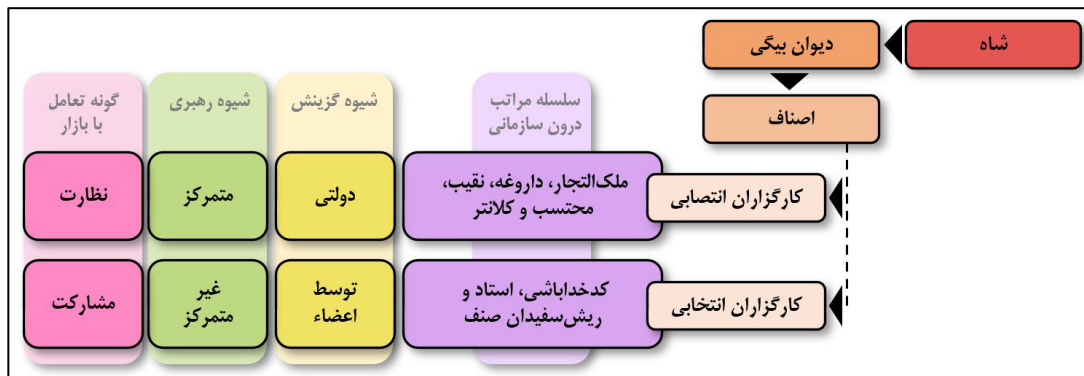 شاه
دیوان بیگی
اصناف
سلسله مراتب
درون سازمانی
شیوه گزینش
شیوه رهبری
گونه تعامل
با بازار
کارگزاران انتصابی
ملک‌التجار، داروغه، نقیب،
محتسب و کلانتر
دولتی
متمرکز
نظارت
کارگزاران انتخابی
کدخداباشی، استاد و
ریش‌سفیدان صنف
توسط
اعضاء
غیر
متمرکز
مشارکت